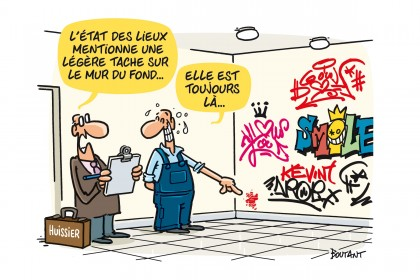 L'ÉTAT DES LIEUX
MENTIONNE UNE
LÉGÈRE TACHE SUR
LE MUR DU FOND...
ELLE EST
TOUJOURS
LÀ...
SMILE
KEVIN
Huissier
BOUTANT